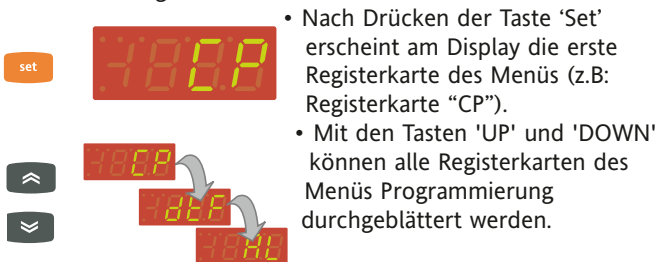 • Nach Drücken der Taste ‘Set’
erscheint am Display die erste
Registerkarte des Menüs (z.B:
Registerkarte “CP”).
set
CP
• Mit den Tasten 'UP' und 'DOWN'
können alle Registerkarten des
Menüs Programmierung
durchgeblättert werden.
CP
dEF
AL